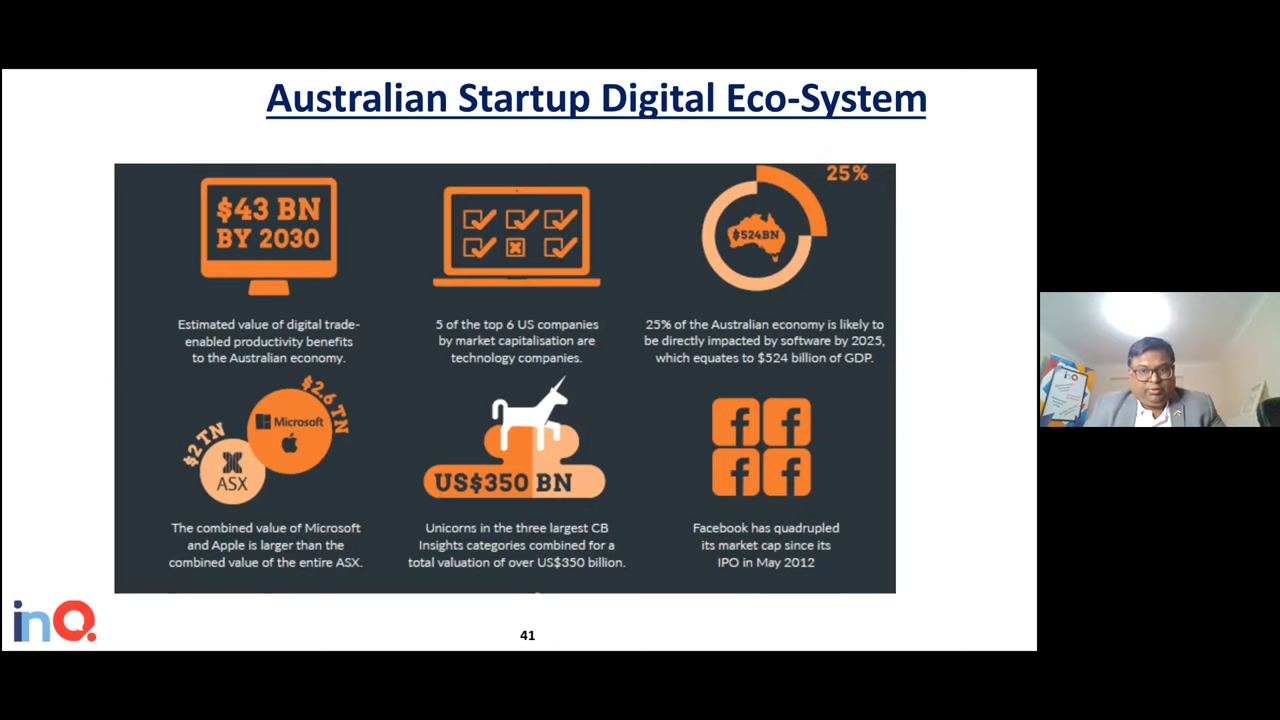 Australian Startup Digital Eco-System
$43 BN
BY 2030
Estimated value of digital trade-
enabled productivity benefits
to the Australian economy.
5 of the top 6 US companies
by market capitalisation are
technology companies.
25%
$524BN
25% of the Australian economy is likely to
be directly impacted by software by 2025,
which equates to $524 billion of GDP.
$2 TN
ASX
$2.6 TN
Microsoft
The combined value of Microsoft
and Apple is larger than the
combined value of the entire ASX.
US$350 BN
Unicorns in the three largest CB
Insights categories combined for a
total valuation of over US$350 billion.
Facebook has quadrupled
its market cap since its
IPO in May 2012
inQ.
41
inQ